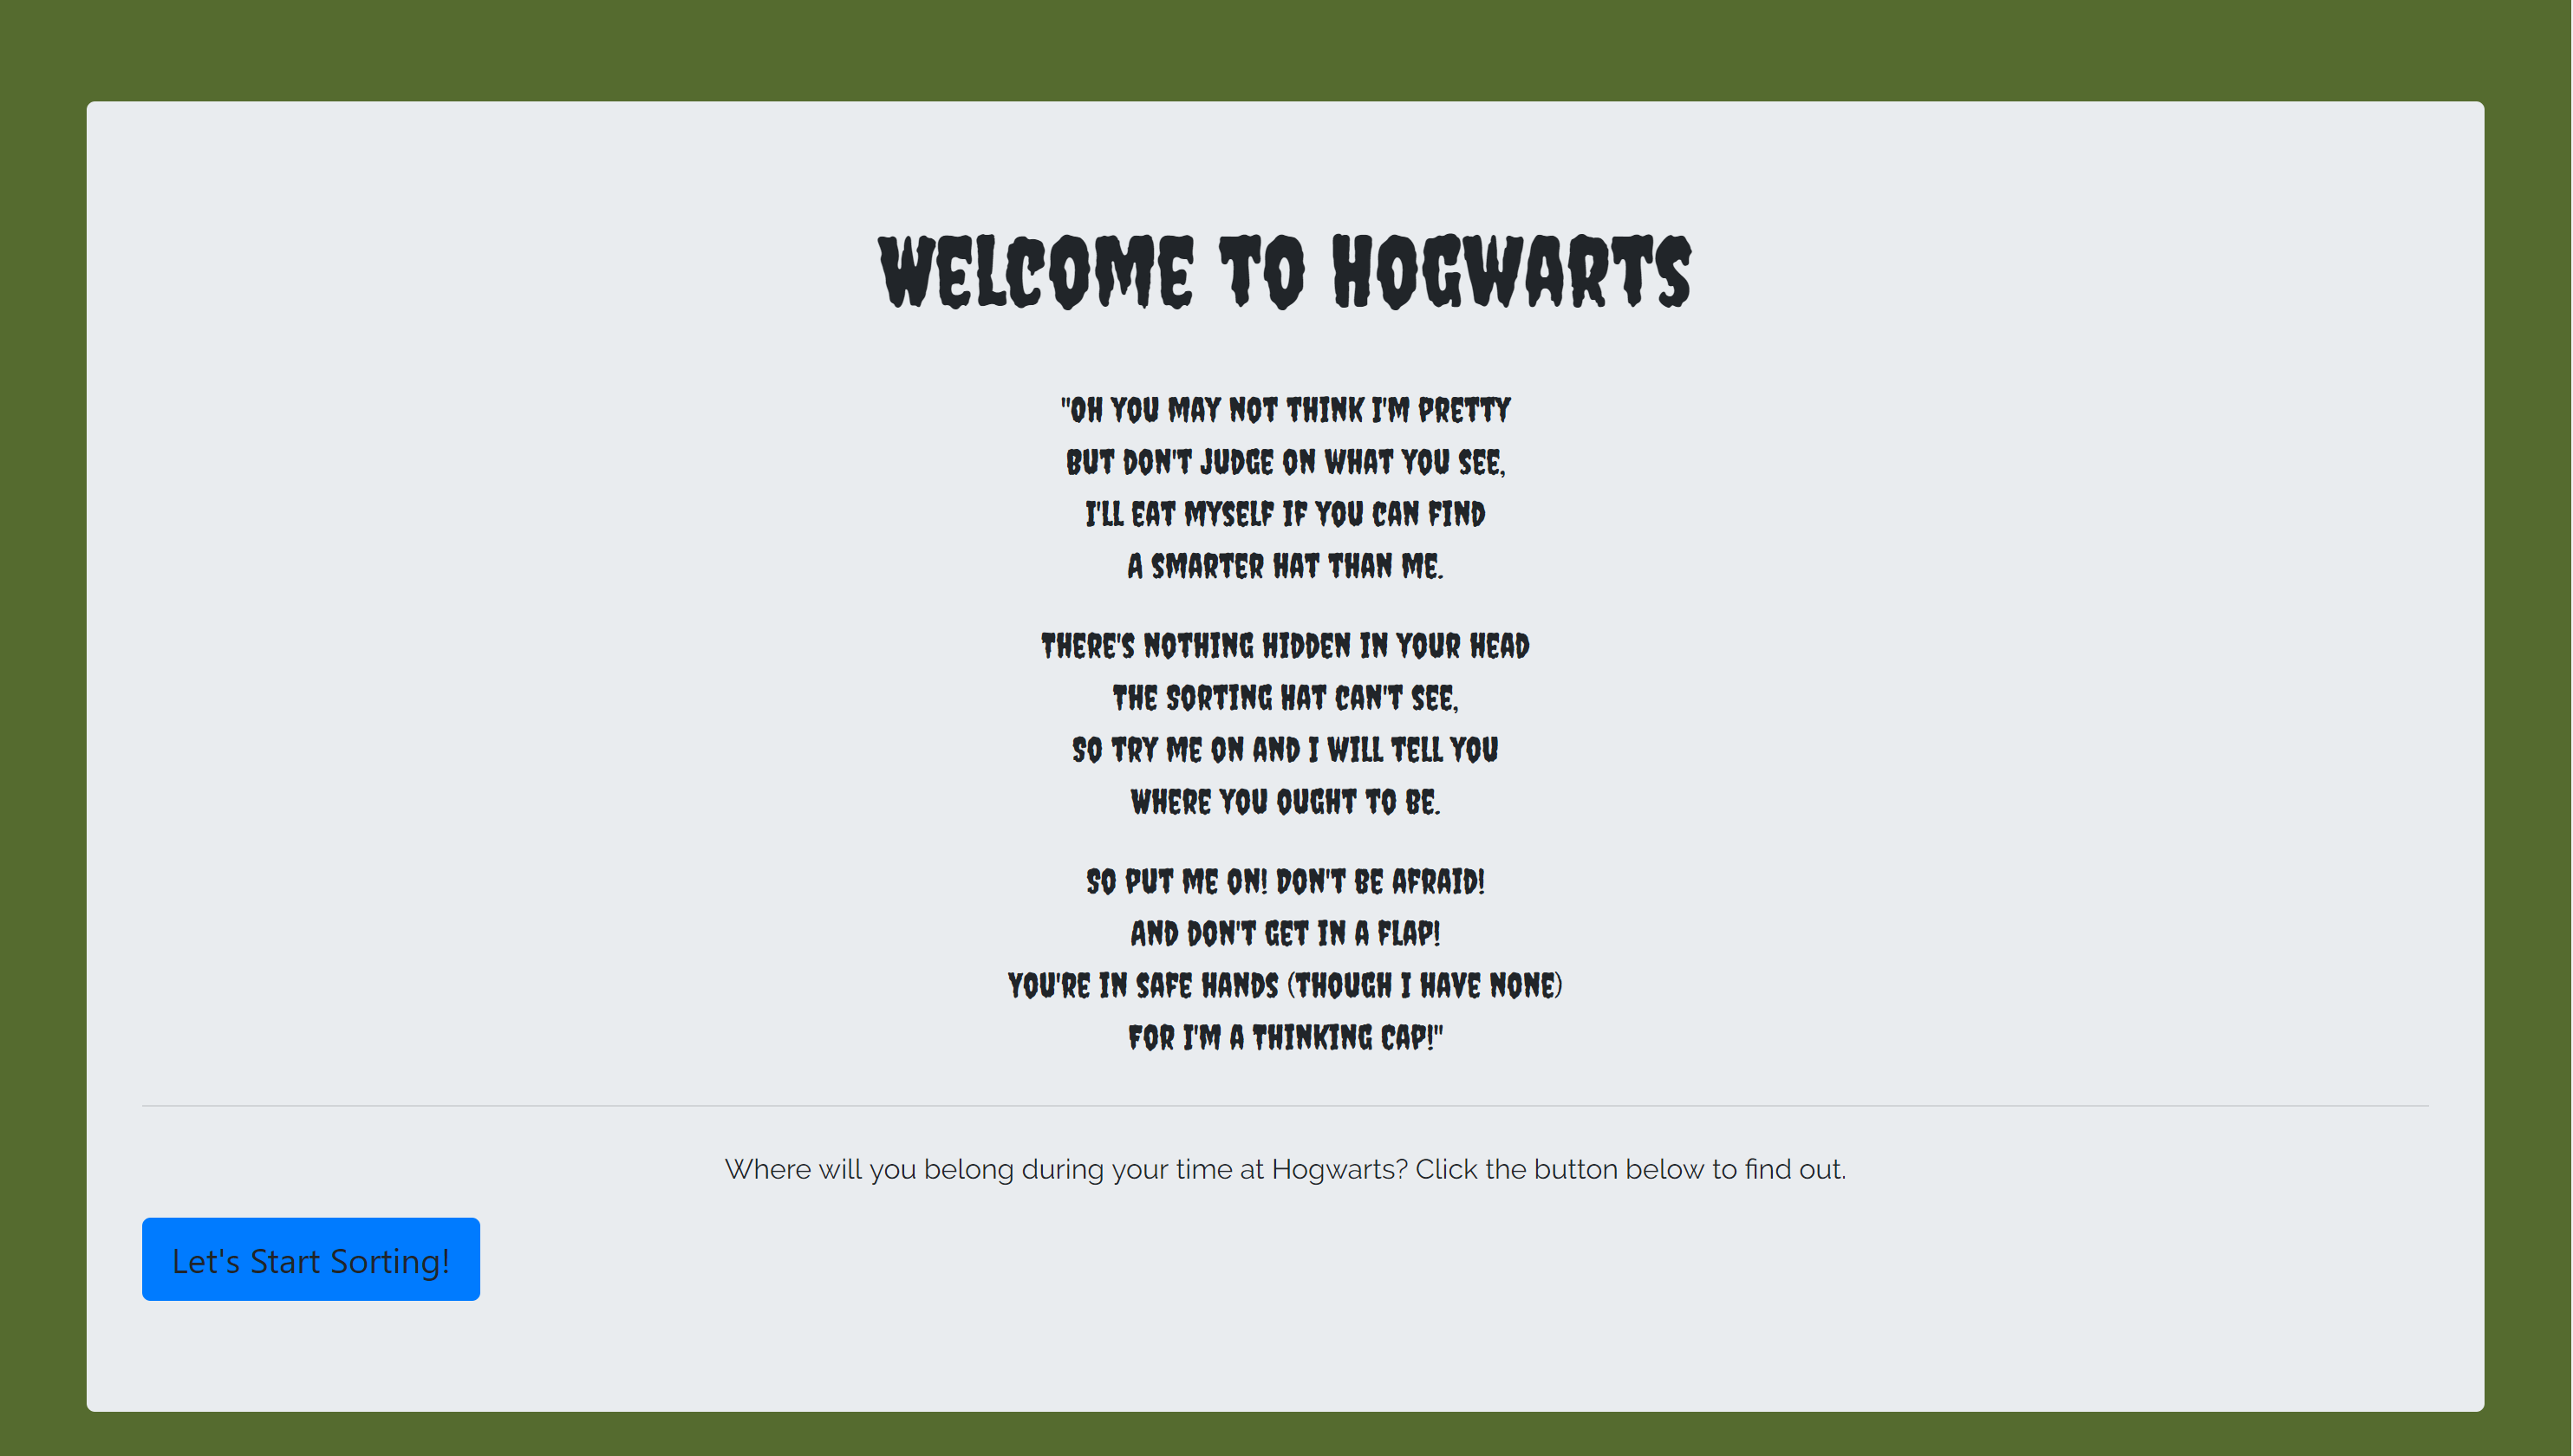 WELCOME TO HOGWARTS
"OH YOU MAY NOT THINK I'M PRETTY
BUT DON'T JUDGE ON WHAT YOU SEE,
I'LL EAT MYSELF IF YOU CAN FIND
A SMARTER HAT THAN ME.
THERE'S NOTHING HIDDEN IN YOUR HEAD
THE SORTING HAT CAN'T SEE,
SO TRY ME ON AND I WILL TELL YOU
WHERE YOU OUGHT TO BE.
SO PUT ME ON! DON'T BE AFRAID!
AND DON'T GET IN A FLAP!
YOU'RE IN SAFE HANDS (THOUGH I HAVE NONE)
FOR I'M A THINKING CAP!"
Where will you belong during your time at Hogwarts? Click the button below to find out.
Let's Start Sorting!